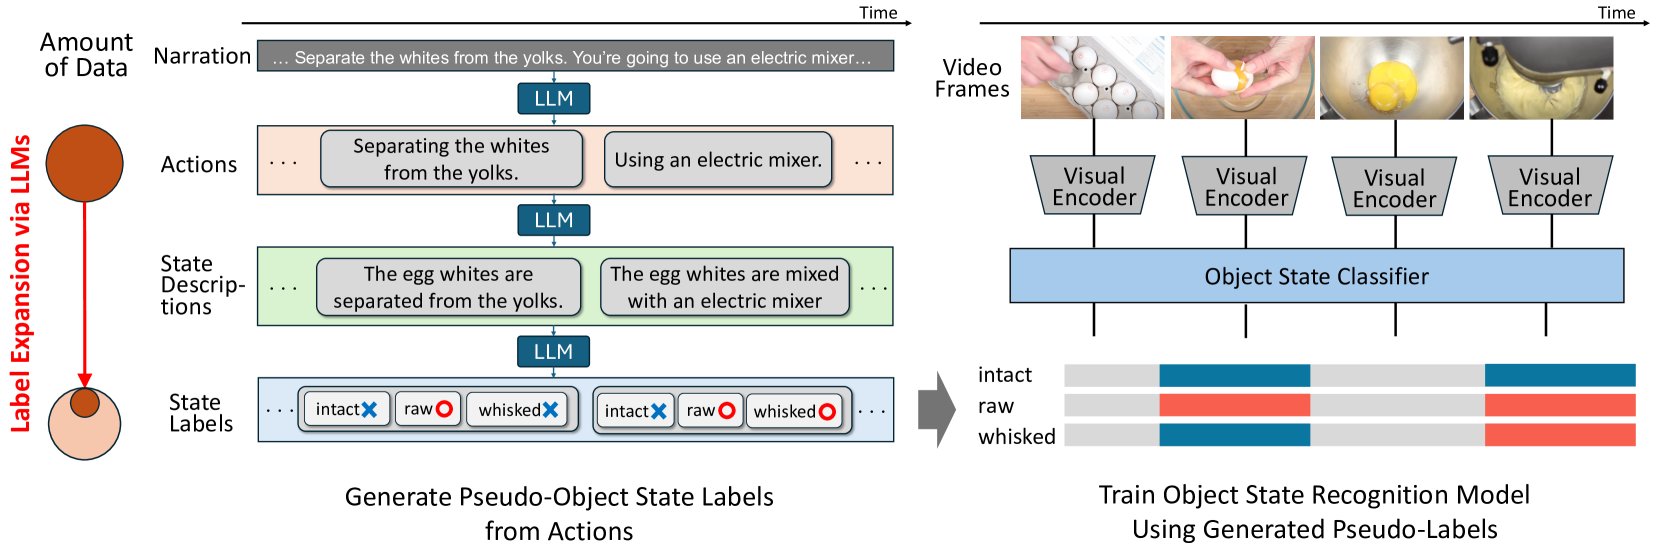 Time
Amount
of Data
Narration
… Separate the whites from the yolks. You're going to use an electric mixer…
LLM
Label Expansion via LLMs
Actions
...
Separating the whites
from the yolks.
Using an electric mixer.
...
LLM
State
Descrip-
tions
...
The egg whites are
separated from the yolks.
The egg whites are mixed
with an electric mixer
...
LLM
State
Labels
...
intact
raw
whisked
intact
raw
whisked
...
Generate Pseudo-Object State Labels
from Actions
Time
Video
Frames
Visual
Encoder
Visual
Encoder
Visual
Encoder
Visual
Encoder
Object State Classifier
intact
raw
whisked
Train Object State Recognition Model
Using Generated Pseudo-Labels